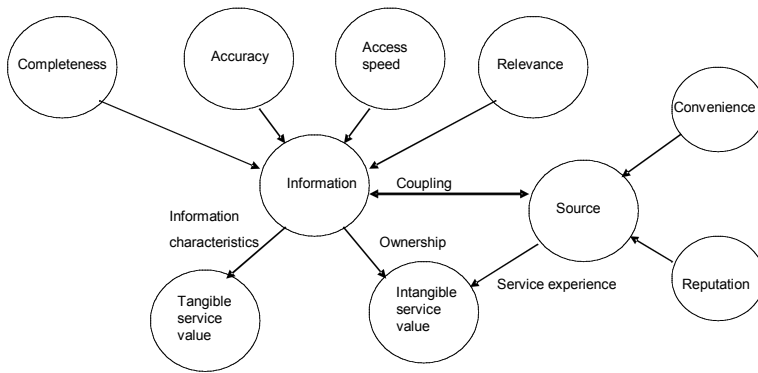 Completeness
Accuracy
Access
speed
Relevance
Convenience
Information
Coupling
Source
Information
characteristics
Ownership
Service experience
Reputation
Tangible
service
value
Intangible
service
value